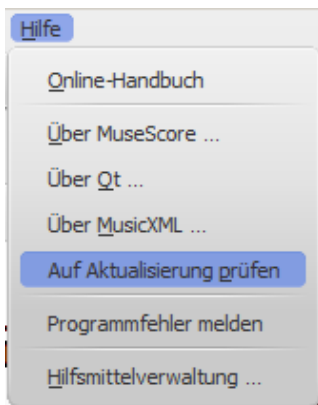 Hilfe
Online-Handbuch
Über MuseScore ...
Über Qt ...
Über MusicXML ...
Auf Aktualisierung prüfen
Programmfehler melden
Hilfsmittelverwaltung ...